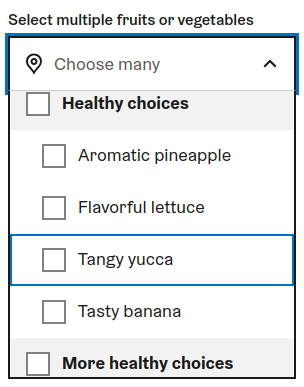 Select multiple fruits or vegetables
Choose many
Healthy choices
Aromatic pineapple
Flavorful lettuce
Tangy yucca
Tasty banana
More healthy choices